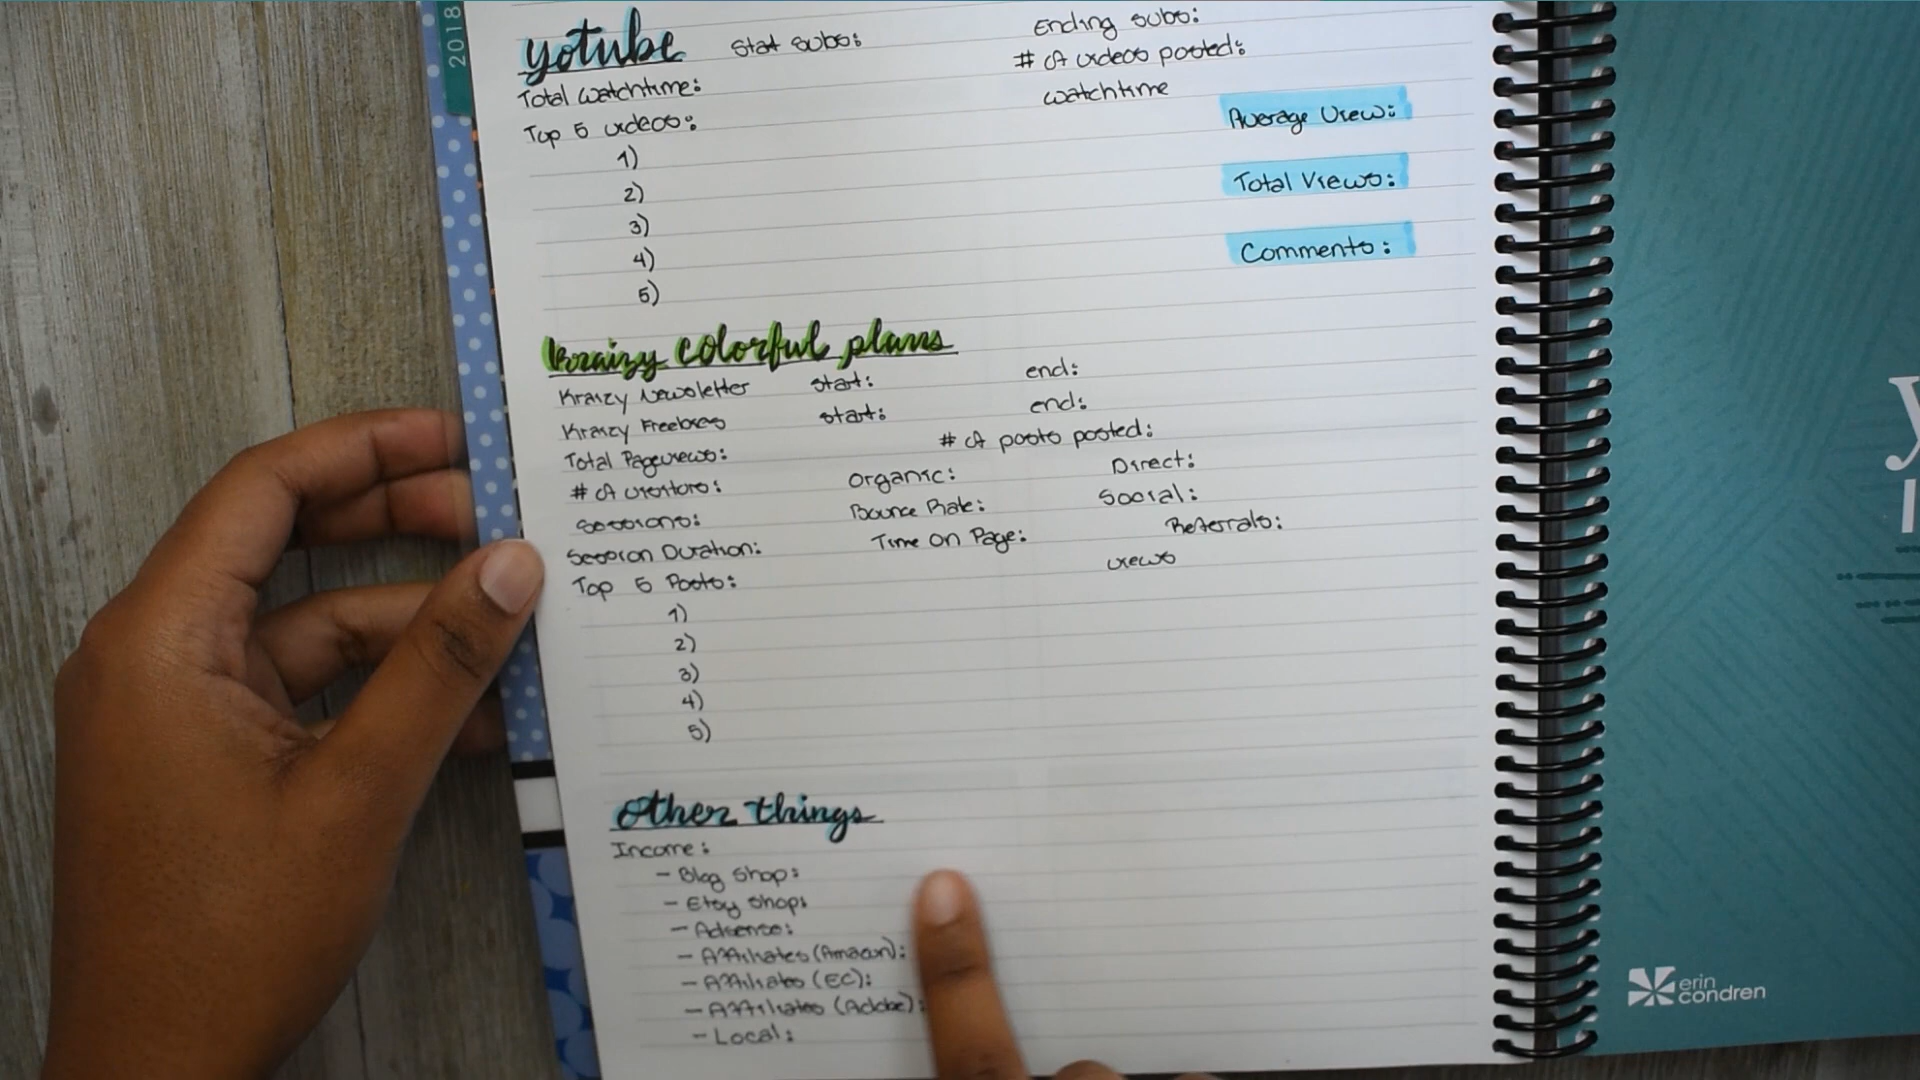 2018
yotube Stat subs: Ending subs:
# of videos posted:
Total Watchtime: watchtime
Top 5 videos: Average View:
1)
2) Total Views:
3)
4) Comments:
5)
kraizy colorful plans
Kraizy Newsletter start: end:
Kraizy Freebies start: end:
Total Pageviews: # of posts posted:
# of visitors: Organic: Direct:
Sessions: Bounce Rate: Social:
Session Duration: Time On Page: Referrals:
Top 5 Posts: views
1)
2)
3)
4)
5)
other things
Income:
- Blog Shop:
- Etsy Shop:
- Adsense:
- Affiliates (Amazon):
- Affiliates (EC):
- Affiliates (Adobe):
- Local:
y
erin
condren